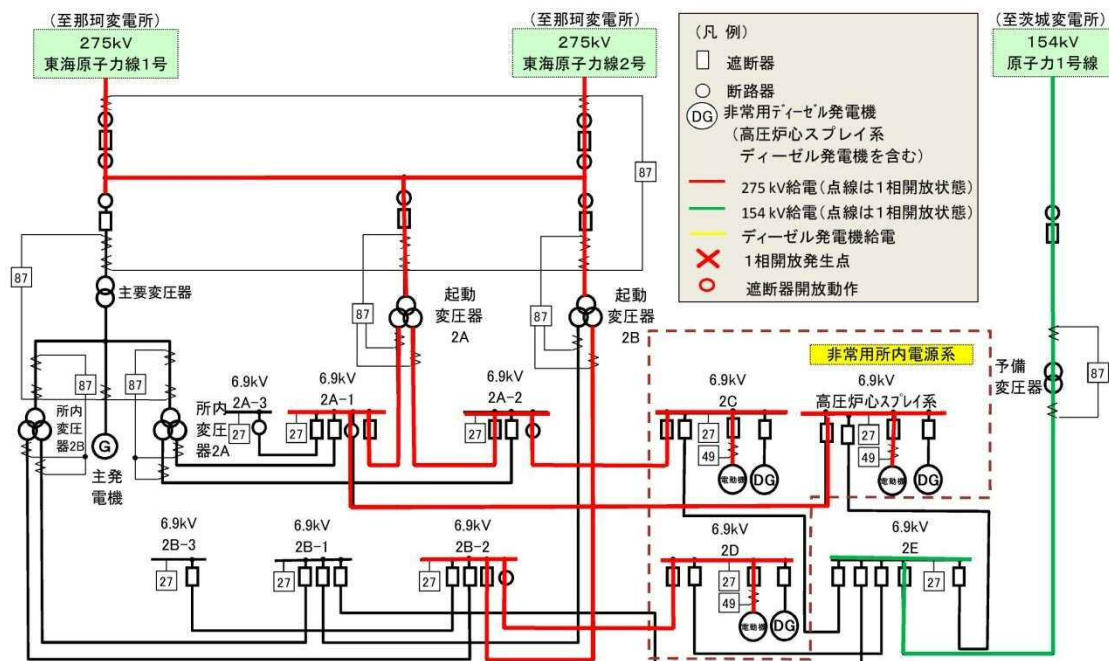 (至那珂変電所)
275kV
東海原子力線1号
(至那珂変電所)
275kV
東海原子力線2号
(至茨城変電所)
154kV
原子力1号線
(凡 例)
遮断器
断路器
DG
非常用ディーゼル発電機
(高圧炉心スプレイ系
ディーゼル発電機を含む)
275kV給電(点線は1相開放状態)
154kV給電(点線は1相開放状態)
ディーゼル発電機給電
1相開放発生点
遮断器開放動作
87
87
主要変圧器
87
起動
変圧器
2A
87
起動
変圧器
2B
非常用所内電源系
予備
変圧器
87
87
87
所内
変圧
器2B
G
主発
電機
所内
変圧
器2A
6.9kV
2A-3
27
6.9kV
2A-1
27
6.9kV
2A-2
27
6.9kV
2C
27
49
電動機
DG
6.9kV
高圧炉心スプレイ系
27
49
電動機
DG
6.9kV
2B-3
27
6.9kV
2B-1
27
6.9kV
2B-2
27
6.9kV
2D
27
49
電動機
DG
6.9kV
2E
27